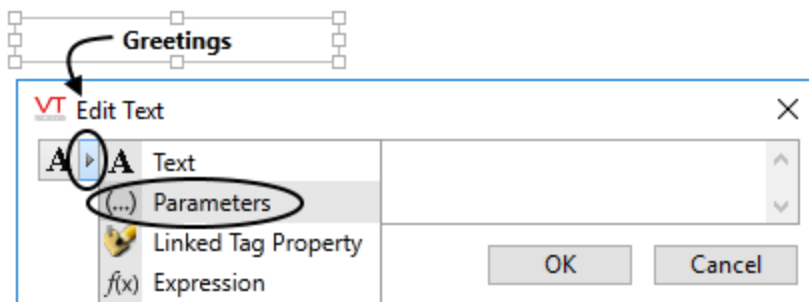 Greetings
VT Edit Text
A A Text
(...) Parameters
Linked Tag Property
f(x) Expression
OK Cancel